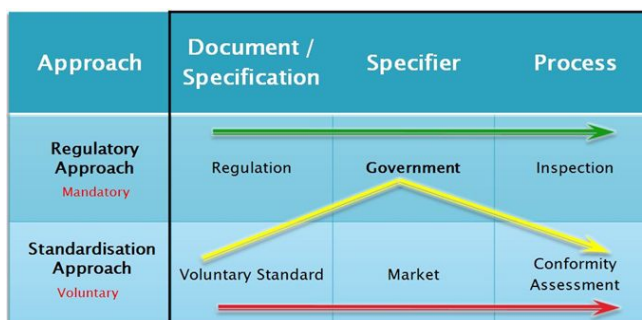 Approach
Document /
Specification
Specifier
Process
Regulatory
Approach
Mandatory
Regulation
Government
Inspection
Standardisation
Approach
Voluntary
Voluntary Standard
Market
Conformity
Assessment